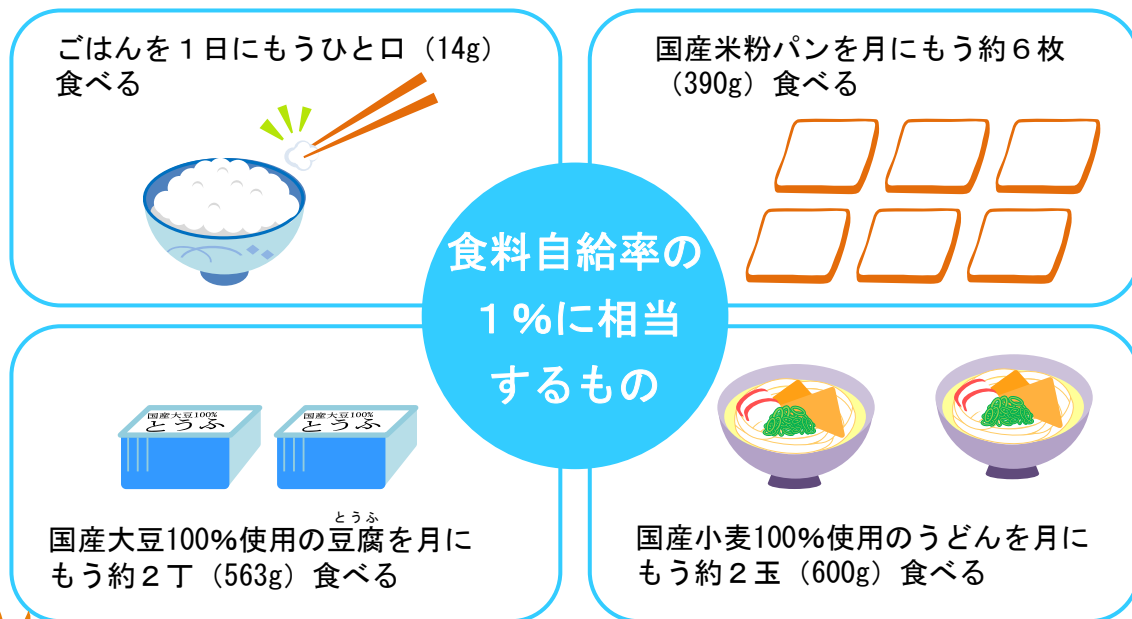 ごはんを１日にもうひと口（14g）
食べる
国産米粉パンを月にもう約６枚
（390g）食べる
食料自給率の
１％に相当
するもの
国産大豆100%
とうふ
国産大豆100%
とうふ
とうふ
国産大豆100%使用の豆腐を月に
もう約２丁（563g）食べる
国産小麦100%使用のうどんを月に
もう約２玉（600g）食べる